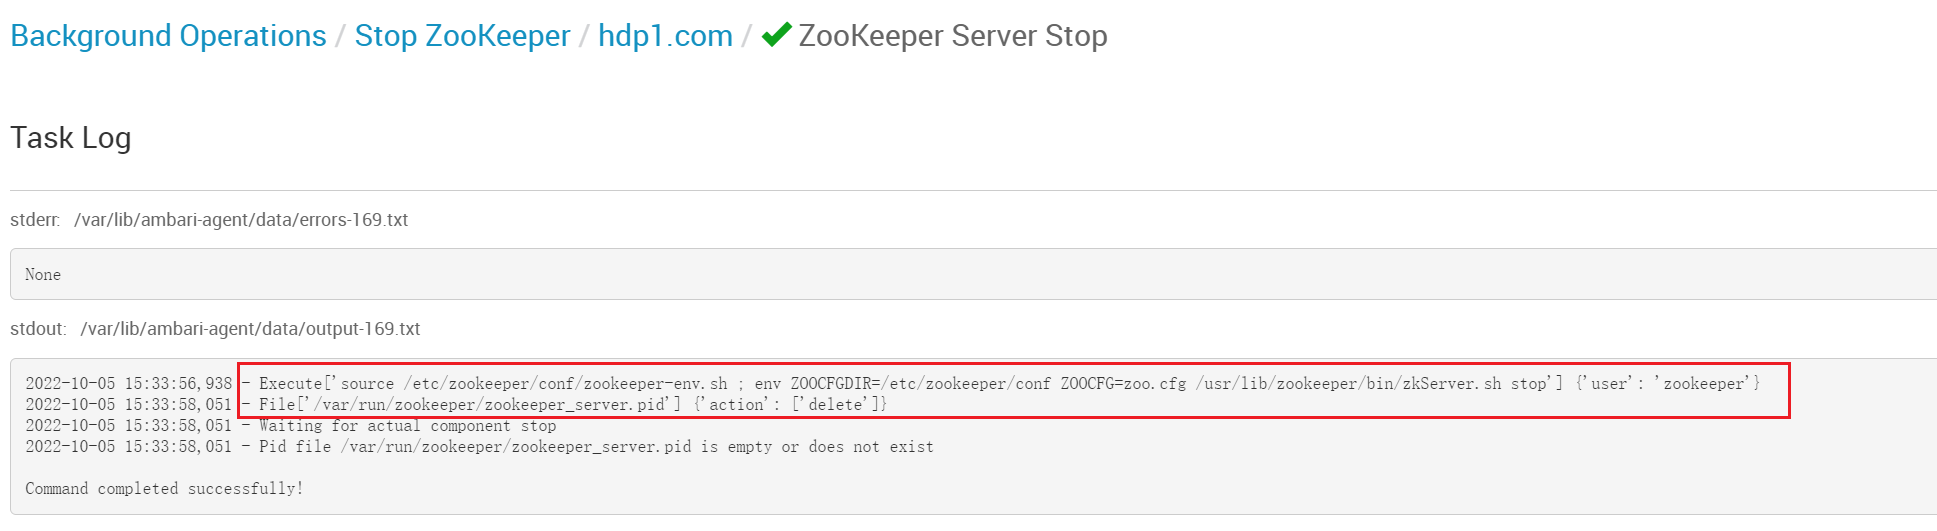 Background Operations / Stop ZooKeeper / hdp1.com / ZooKeeper Server Stop
Task Log
stderr: /var/lib/ambari-agent/data/errors-169.txt
None
stdout: /var/lib/ambari-agent/data/output-169.txt
2022-10-05 15:33:56,938 - Execute['source /etc/zookeeper/conf/zookeeper-env.sh ; env ZOOCFGDIR=/etc/zookeeper/conf ZOOCFG=zoo.cfg /usr/lib/zookeeper/bin/zkServer.sh stop'] {'user': 'zookeeper'}
2022-10-05 15:33:58,051 - File['/var/run/zookeeper/zookeeper_server.pid'] {'action': ['delete']}
2022-10-05 15:33:58,051 - Waiting for actual component stop
2022-10-05 15:33:58,051 - Pid file /var/run/zookeeper/zookeeper_server.pid is empty or does not exist
Command completed successfully!